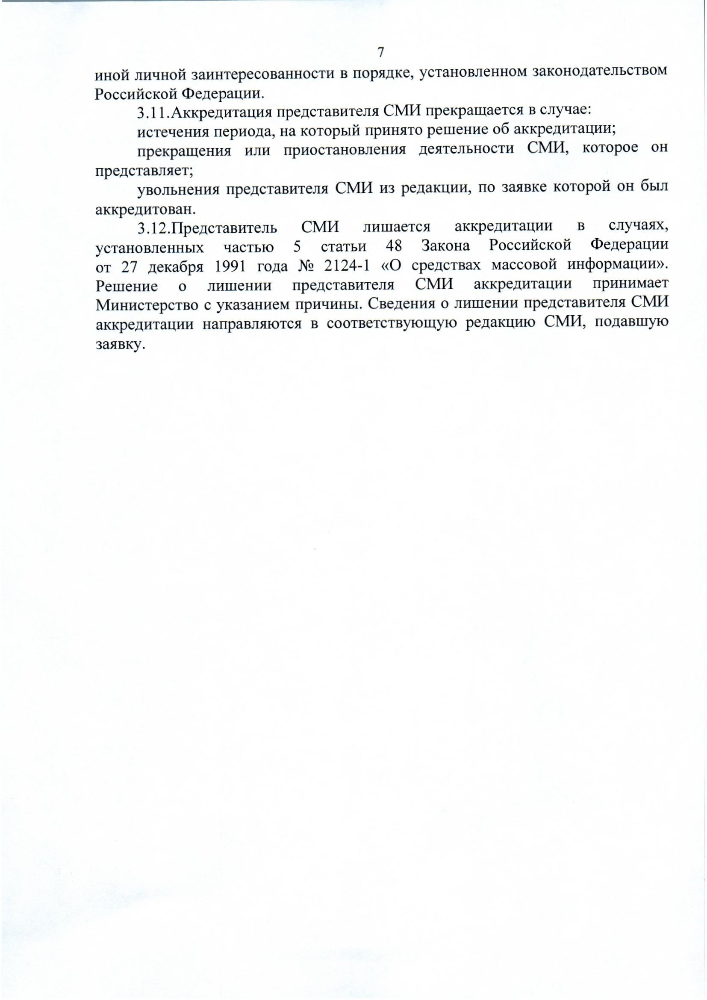 7
иной личной заинтересованности в порядке, установленном законодательством
Российской Федерации.
3.11.Аккредитация представителя СМИ прекращается в случае:
истечения периода, на который принято решение об аккредитации;
прекращения или приостановления деятельности СМИ, которое он
представляет;
увольнения представителя СМИ из редакции, по заявке которой он был
аккредитован.
3.12.Представитель СМИ лишается аккредитации в случаях,
установленных частью 5 статьи 48 Закона Российской Федерации
от 27 декабря 1991 года № 2124-1 «О средствах массовой информации».
Решение о лишении представителя СМИ аккредитации принимает
Министерство с указанием причины. Сведения о лишении представителя СМИ
аккредитации направляются в соответствующую редакцию СМИ, подавшую
заявку.